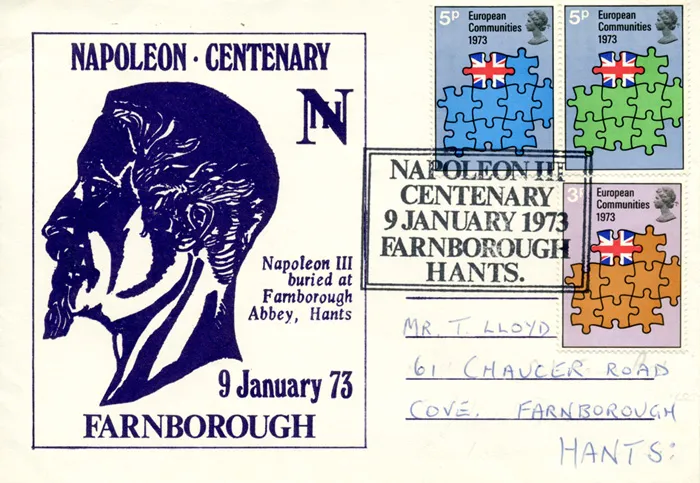 NAPOLEON · CENTENARY
N
Napoleon III
buried at
Farnborough
Abbey, Hants
9 January 73
FARNBOROUGH
5p European
Communities
1973
5p European
Communities
1973
3p European
Communities
1973
NAPOLEON III
CENTENARY
9 JANUARY 1973
FARNBOROUGH
HANTS.
MR. T. LLOYD
61 CHAUCER ROAD
COVE. FARNBOROUGH
HANTS: